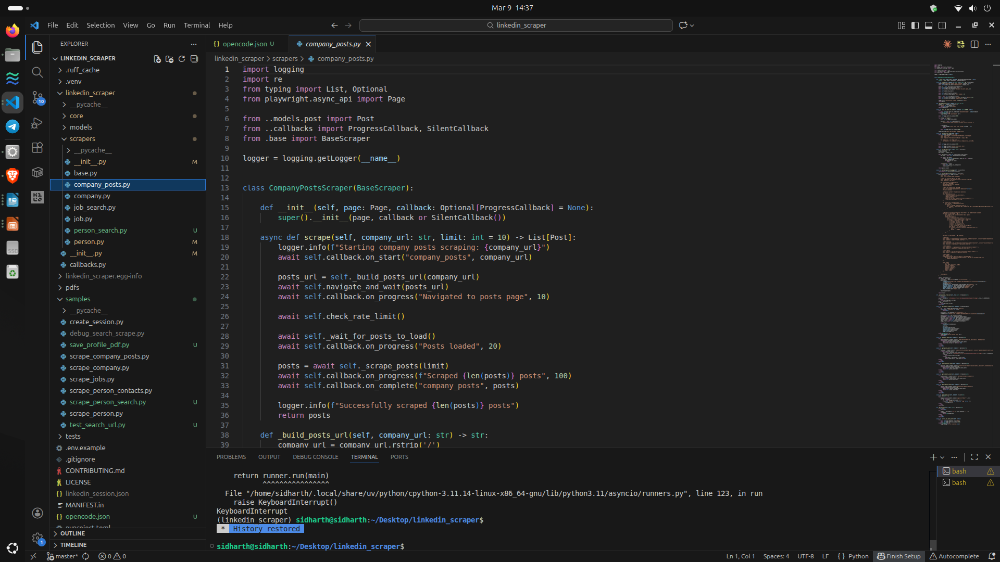 Mar 9 14:37
File Edit Selection View Go Run Terminal Help
linkedin_scraper
EXPLORER
LINKEDIN_SCRAPER
.ruff_cache
.venv
linkedin_scraper
__pycache__
core
models
scrapers
__pycache__
__init__.py M
base.py
company_posts.py
company.py
job_search.py
job.py
person_search.py U
person.py M
__init__.py M
callbacks.py
linkedin_scraper.egg-info
pdfs
samples
__pycache__
create_session.py
debug_search_scrape.py
save_profile_pdf.py U
scrape_company_posts.py
scrape_company.py
scrape_jobs.py
scrape_person_contacts.py
scrape_person_search.py U
scrape_person.py
test_search_url.py U
tests
.env.example
.gitignore
CONTRIBUTING.md
LICENSE
linkedin_session.json
MANIFEST.in
opencode.json U
pyproject.toml
OUTLINE
TIMELINE
10
1
SSD
opencode.json U company_posts.py
linkedin_scraper > scrapers > company_posts.py
1 import logging
2 import re
3 from typing import List, Optional
4 from playwright.async_api import Page
5
6 from ..models.post import Post
7 from ..callbacks import ProgressCallback, SilentCallback
8 from .base import BaseScraper
9
10 logger = logging.getLogger(__name__)
11
12
13 class CompanyPostsScraper(BaseScraper):
14
15 def __init__(self, page: Page, callback: Optional[ProgressCallback] = None):
16 super().__init__(page, callback or SilentCallback())
17
18 async def scrape(self, company_url: str, limit: int = 10) -> List[Post]:
19 logger.info(f"Starting company posts scraping: {company_url}")
20 await self.callback.on_start("company_posts", company_url)
21
22 posts_url = self._build_posts_url(company_url)
23 await self.navigate_and_wait(posts_url)
24 await self.callback.on_progress("Navigated to posts page", 10)
25
26 await self.check_rate_limit()
27
28 await self._wait_for_posts_to_load()
29 await self.callback.on_progress("Posts loaded", 20)
30
31 posts = await self._scrape_posts(limit)
32 await self.callback.on_progress(f"Scraped {len(posts)} posts", 100)
33 await self.callback.on_complete("company_posts", posts)
34
35 logger.info(f"Successfully scraped {len(posts)} posts")
36 return posts
37
38 def _build_posts_url(self, company_url: str) -> str:
39 company_url = company_url.rstrip('/')
PROBLEMS OUTPUT DEBUG CONSOLE TERMINAL PORTS
return runner.run(main)
^^^^^^^^^^^^^^^^
File "/home/sidharth/.local/share/uv/python/cpython-3.11.14-linux-x86_64-gnu/lib/python3.11/asyncio/runners.py", line 123, in run
raise KeyboardInterrupt()
KeyboardInterrupt
(linkedin_scraper) sidharth@sidharth:~/Desktop/linkedin_scraper$
* History restored
sidharth@sidharth:~/Desktop/linkedin_scraper$
bash
bash
master* 0 0
Ln 1, Col 1 Spaces: 4 UTF-8 LF { } Python Finish Setup Autocomplete